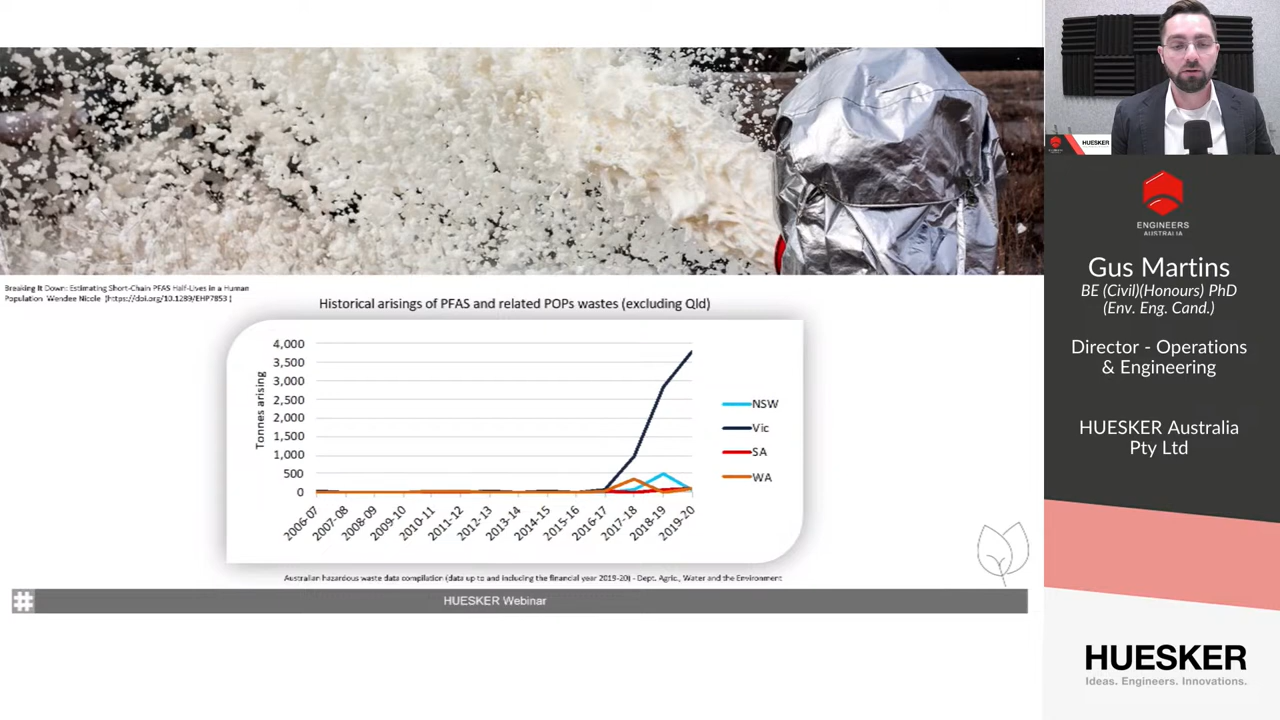 Breaking It Down: Estimating Short-Chain PFAS Half-Lives in a Human
Population Wendee Nicole (https://doi.org/10.1289/EHP7853 )
Historical arisings of PFAS and related POPs wastes (excluding Qld)
Tonnes arising
4,000
3,500
3,000
2,500
2,000
1,500
1,000
500
0
2006-07
2007-08
2008-09
2009-10
2010-11
2011-12
2012-13
2013-14
2014-15
2015-16
2016-17
2017-18
2018-19
2019-20
NSW
Vic
SA
WA
Australian hazardous waste data compilation (data up to and including the financial year 2019-20) - Dept. Agric., Water and the Environment
# HUESKER Webinar
HUESKER
ENGINEERS
AUSTRALIA
Gus Martins
BE (Civil)(Honours) PhD
(Env. Eng. Cand.)
Director - Operations
& Engineering
HUESKER Australia
Pty Ltd
HUESKER
Ideas. Engineers. Innovations.